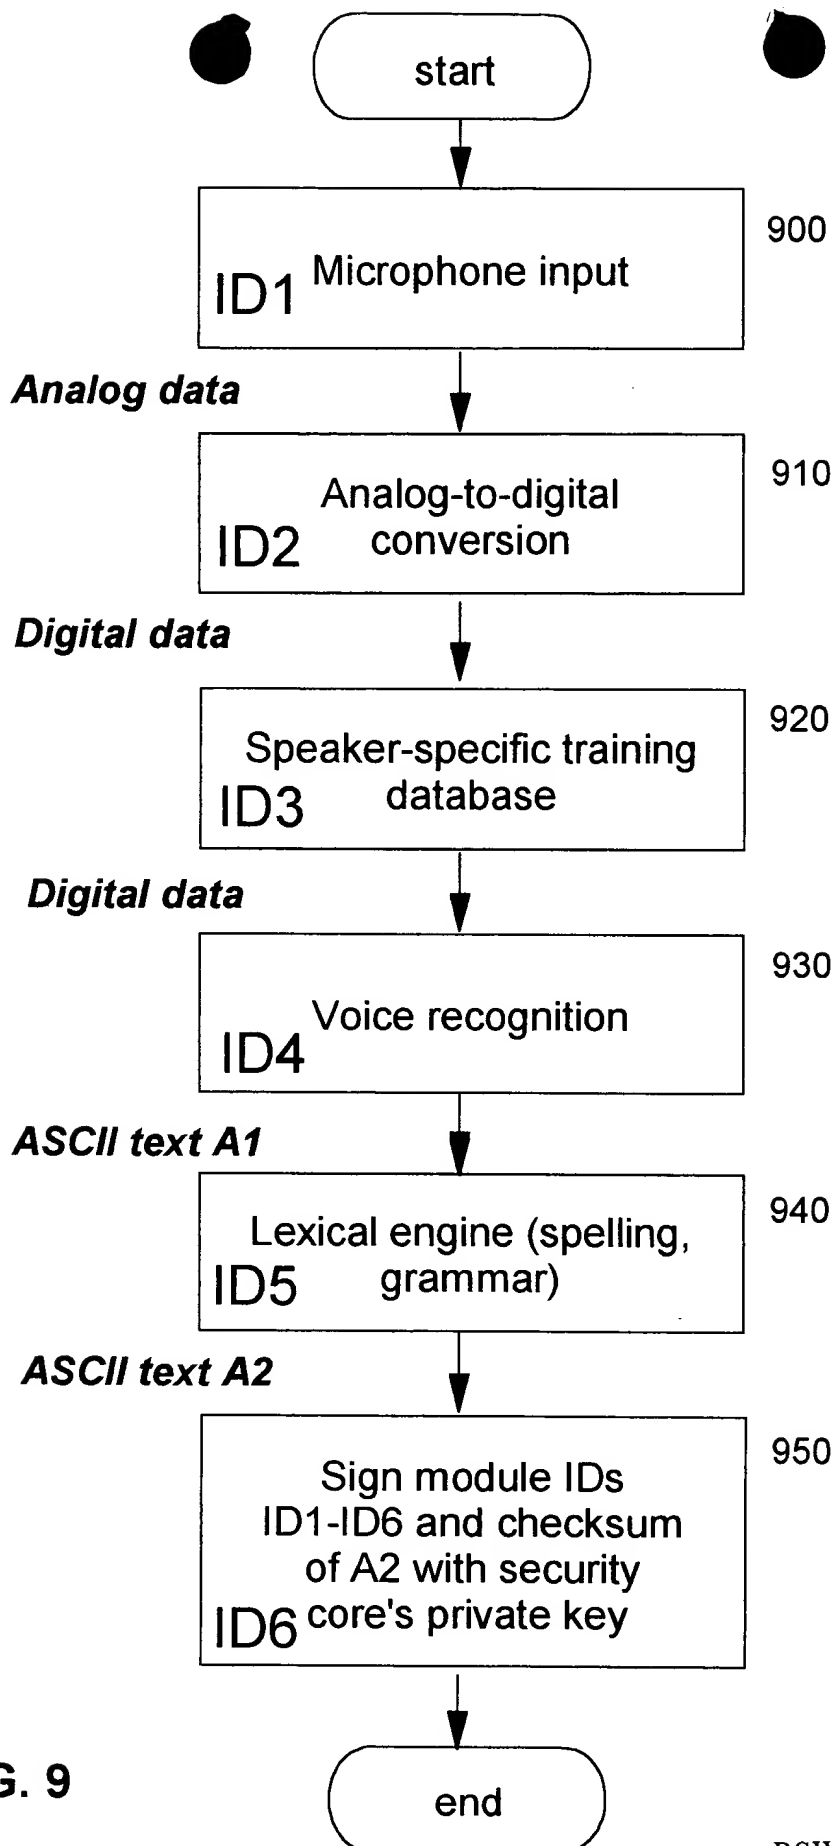 start
900
Microphone input
ID1
Analog data
910
Analog-to-digital
conversion
ID2
Digital data
920
Speaker-specific training
database
ID3
Digital data
930
Voice recognition
ID4
ASCII text A1
940
Lexical engine (spelling,
grammar)
ID5
ASCII text A2
950
Sign module IDs
ID1-ID6 and checksum
of A2 with security
core's private key
ID6
G. 9
end